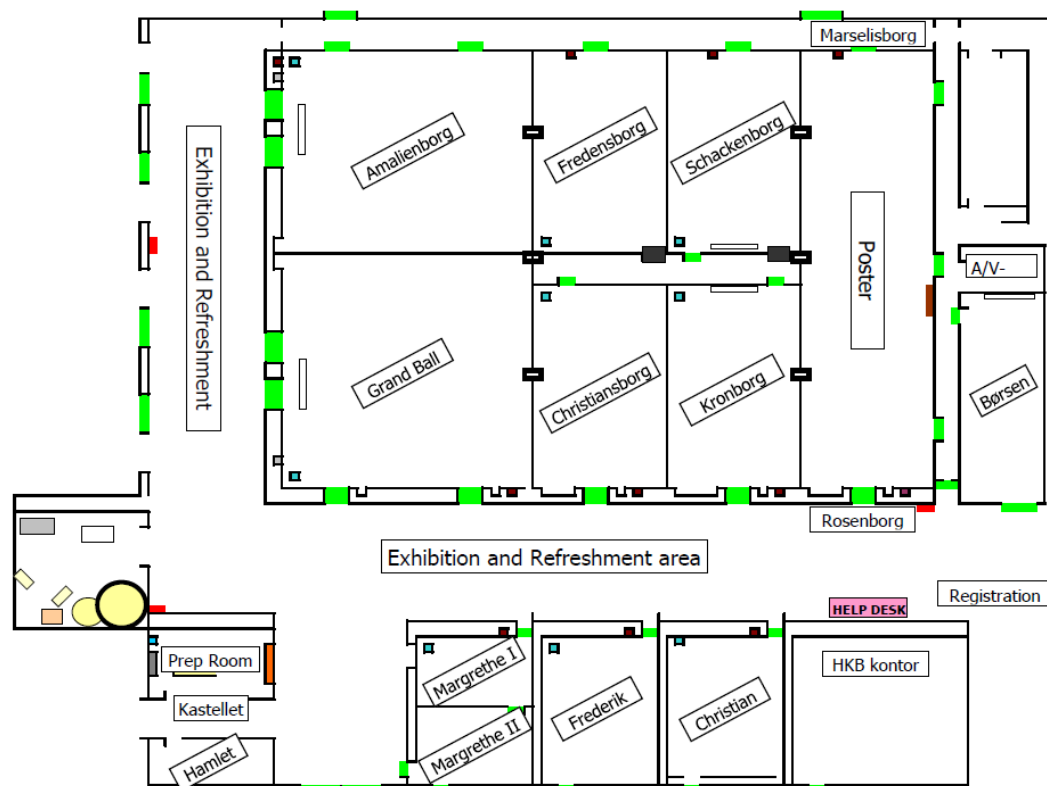 Marselisborg
Amalienborg
Fredensborg
Schackenborg
Exhibition and Refreshment
Poster
A/V-
Grand Ball
Christiansborg
Kronborg
Børsen
Rosenborg
Exhibition and Refreshment area
Registration
HELP DESK
Prep Room
Margrethe I
HKB kontor
Kastellet
Frederik
Christian
Margrethe II
Hamlet